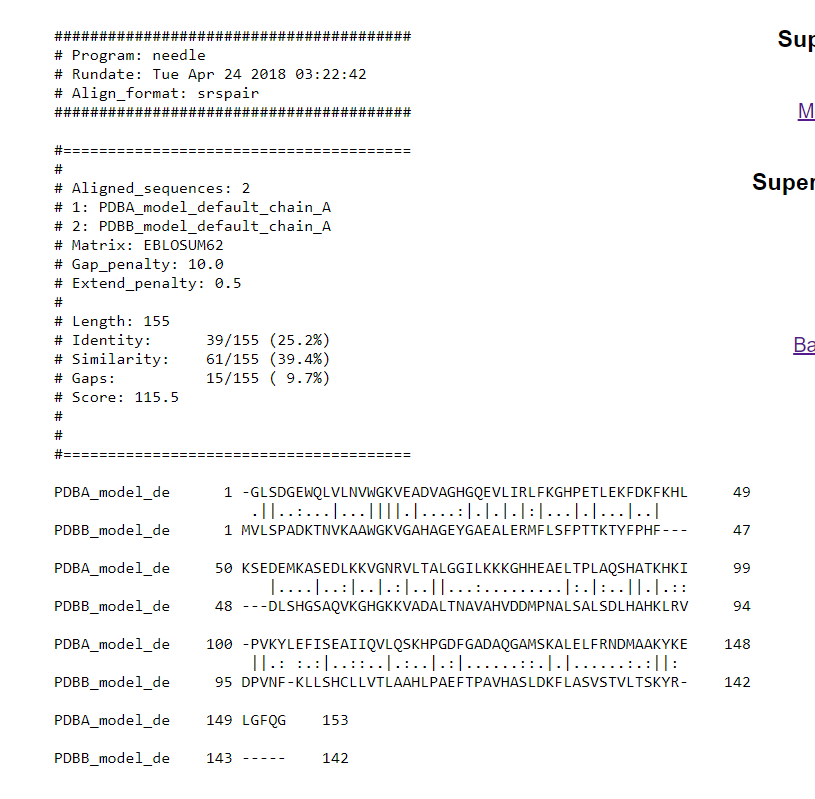 ########################################
# Program: needle
# Rundate: Tue Apr 24 2018 03:22:42
# Align_format: srspair
########################################
#=======================================
#
# Aligned_sequences: 2
# 1: PDBA_model_default_chain_A
# 2: PDBB_model_default_chain_A
# Matrix: EBLOSUM62
# Gap_penalty: 10.0
# Extend_penalty: 0.5
#
# Length: 155
# Identity:      39/155 (25.2%)
# Similarity:    61/155 (39.4%)
# Gaps:          15/155 ( 9.7%)
# Score: 115.5
#
#
#=======================================
PDBA_model_de      1 -GLSDGEWQLVLNVWGKVEADVAGHGQEVLIRLFKGHPETLEKFDKFKHL     49
                      .||..:...|...||||.|....:|.|.|.|:|...|.|...|..|
PDBB_model_de      1 MVLSPADKTNVKAAWGKVGAHAGEYGAEALERMFLSFPTTKTYFPHF---     47
PDBA_model_de     50 KSEDEMKASEDLKKVGNRVLTALGGILKKKGHHEAELTPLAQSHATKHKI     99
                        |....|..:|..|.:|..||...:.........|:.|:..||.|.::
PDBB_model_de     48 ---DLSHGSAQVKGHGKKVADALTNAVAHVDDMPNALSALSDLHAHKLRV     94
PDBA_model_de    100 -PVKYLEFISEAIIQVLQSKHPGDFGADAQGAMSKALELFRNDMAAKYKE    148
                      ||.: :.:|..::..|.:..|.:|......::.|.|......:.:||:
PDBB_model_de     95 DPVNF-KLLSHCLLVTLAAHLPAEFTPAVHASLDKFLASVSTVLTSKYR-    142
PDBA_model_de    149 LGFQG    153
PDBB_model_de    143 -----    142
Sup
M
Super
Ba